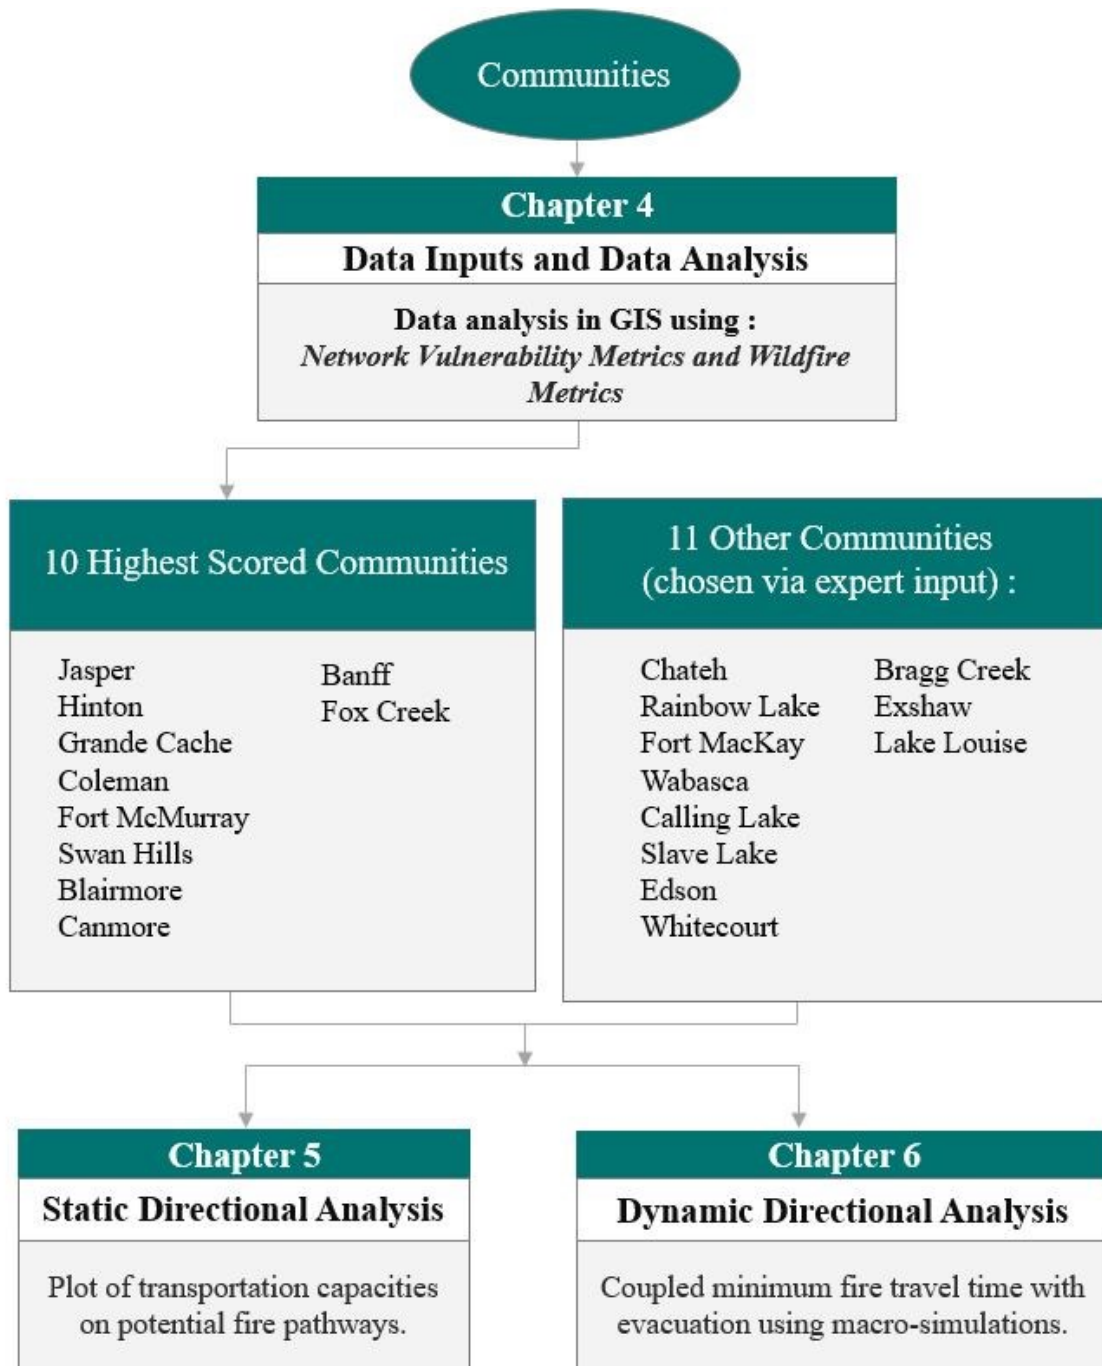 Communities
Chapter 4
Data Inputs and Data Analysis
Data analysis in GIS using :
Network Vulnerability Metrics and Wildfire
Metrics
10 Highest Scored Communities
Jasper
Hinton
Grande Cache
Coleman
Fort McMurray
Swan Hills
Blairmore
Canmore
Banff
Fox Creek
11 Other Communities
(chosen via expert input) :
Chateh
Rainbow Lake
Fort MacKay
Wabasca
Calling Lake
Slave Lake
Edson
Whitecourt
Bragg Creek
Exshaw
Lake Louise
Chapter 5
Static Directional Analysis
Plot of transportation capacities
on potential fire pathways.
Chapter 6
Dynamic Directional Analysis
Coupled minimum fire travel time with
evacuation using macro-simulations.